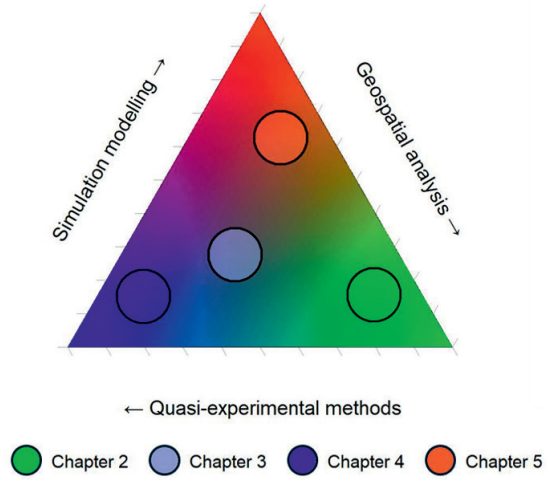 Simulation modelling →
Geospatial analysis →
← Quasi-experimental methods
Chapter 2
Chapter 3
Chapter 4
Chapter 5